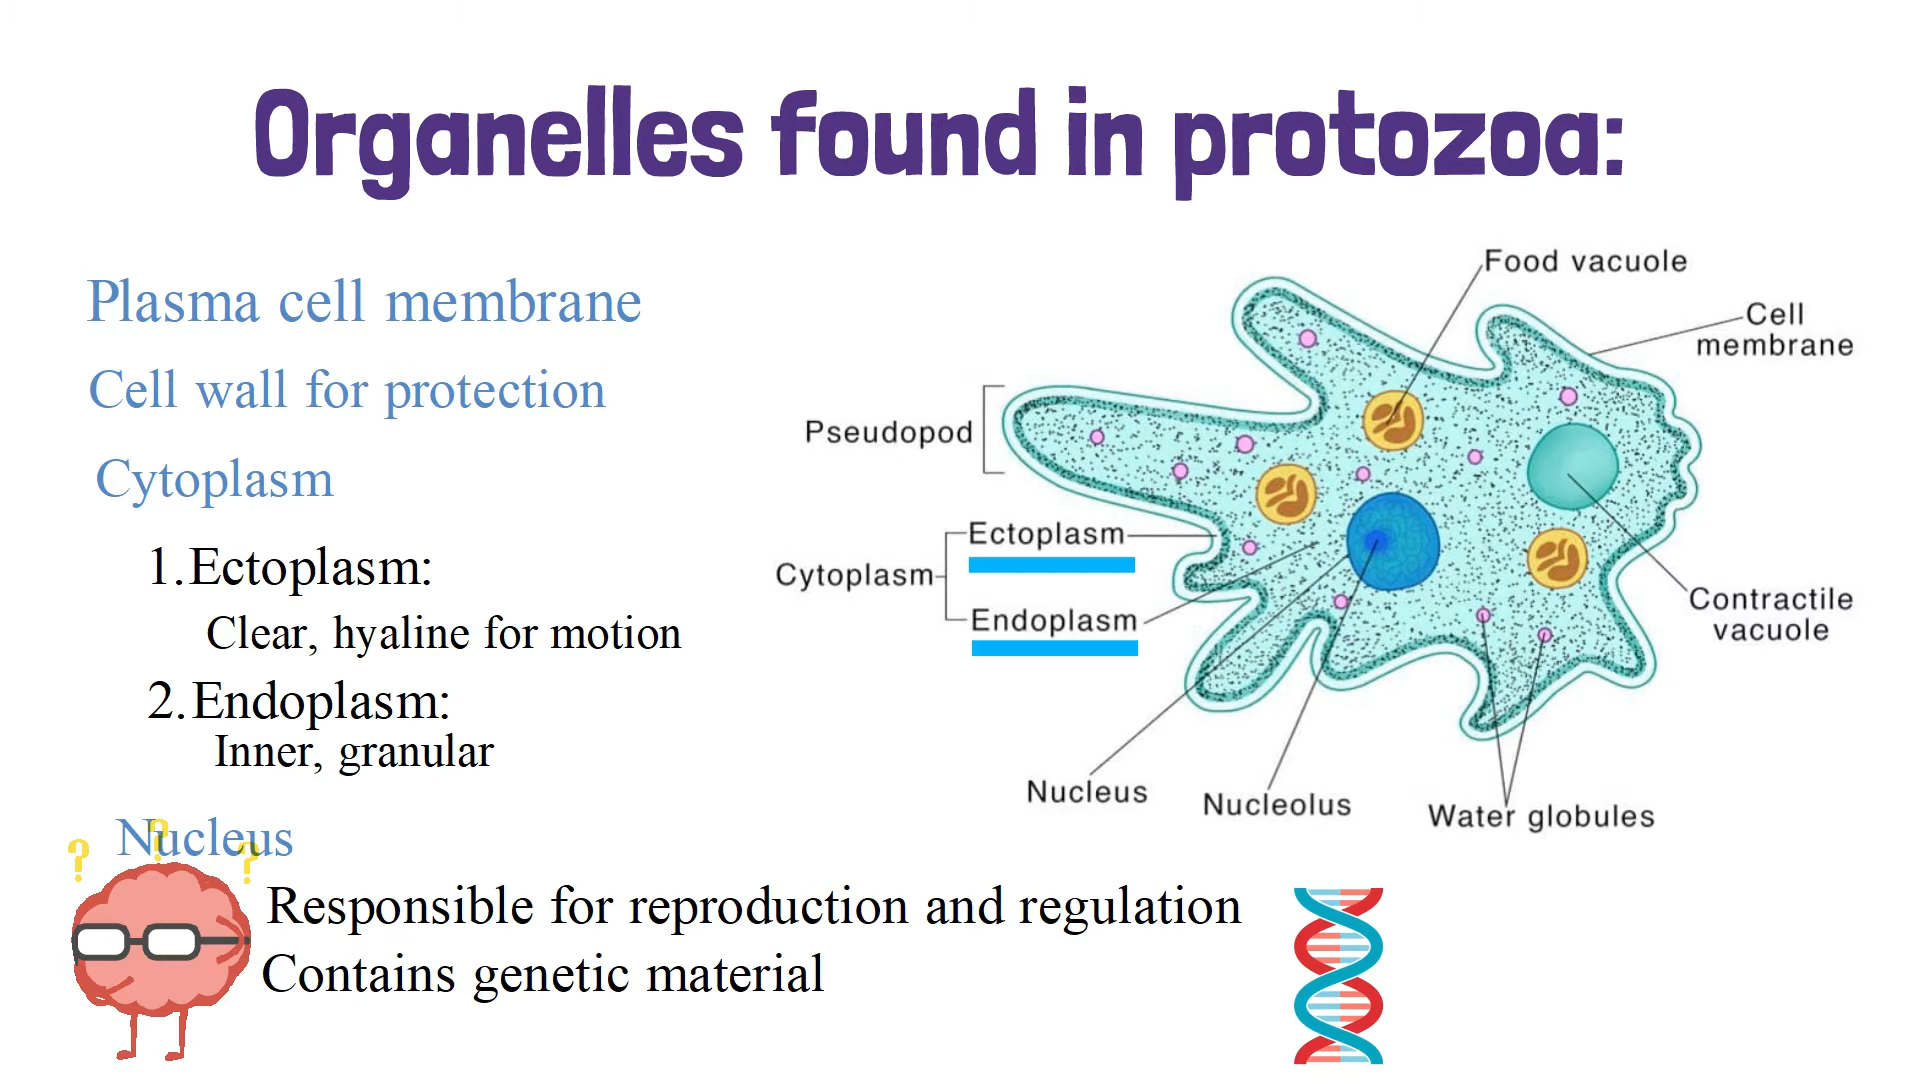 Organelles found in protozoa:
Plasma cell membrane
Cell wall for protection
Cytoplasm
1. Ectoplasm:
Clear, hyaline for motion
2. Endoplasm:
Inner, granular
Nucleus
? ? ?
Responsible for reproduction and regulation
Contains genetic material
Food vacuole
Cell
membrane
Pseudopod
Ectoplasm
Cytoplasm
Endoplasm
Contractile
vacuole
Nucleus
Nucleolus
Water globules